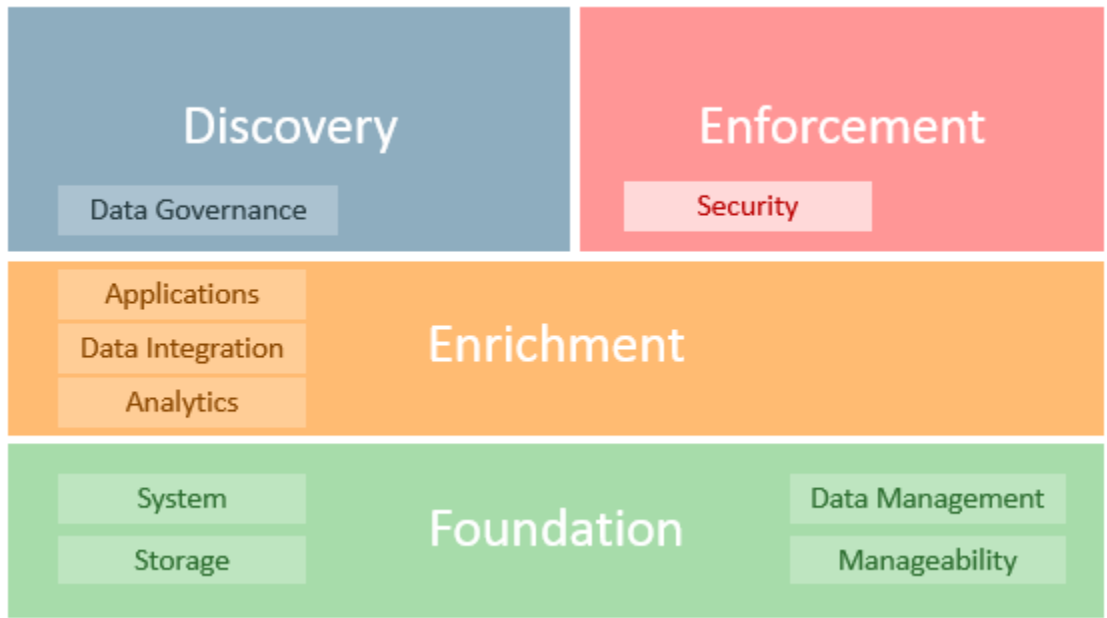 Discovery
Data Governance
Enforcement
Security
Applications
Data Integration
Analytics
Enrichment
System
Storage
Foundation
Data Management
Manageability